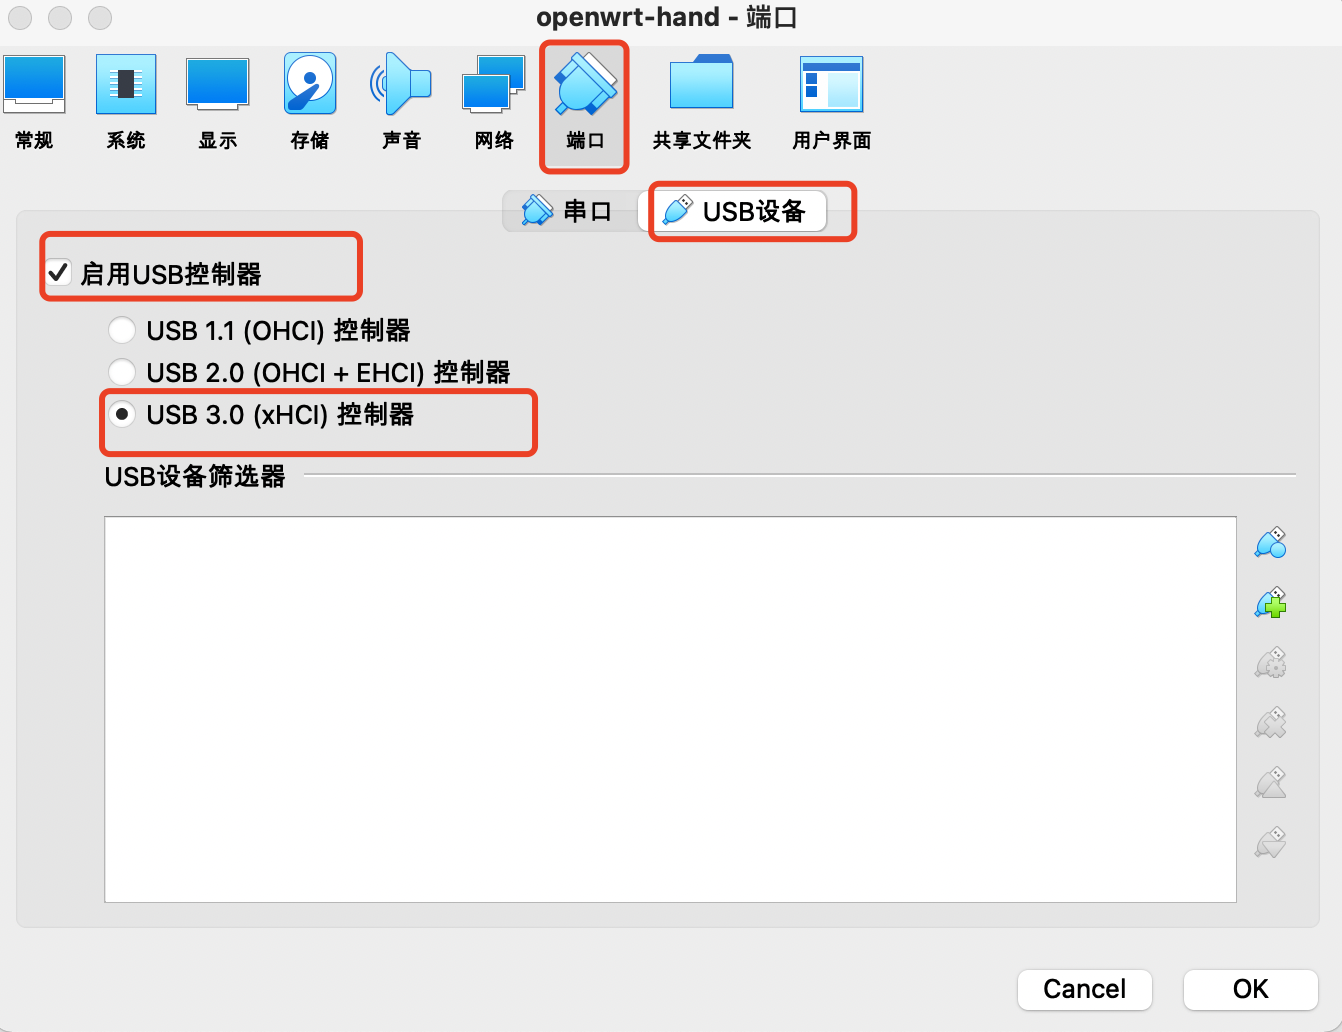 openwrt-hand - 端口
常规
系统
显示
存储
声音
网络
端口
共享文件夹
用户界面
串口
USB设备
启用USB控制器
USB 1.1 (OHCI) 控制器
USB 2.0 (OHCI + EHCI) 控制器
USB 3.0 (xHCI) 控制器
USB设备筛选器
Cancel
OK